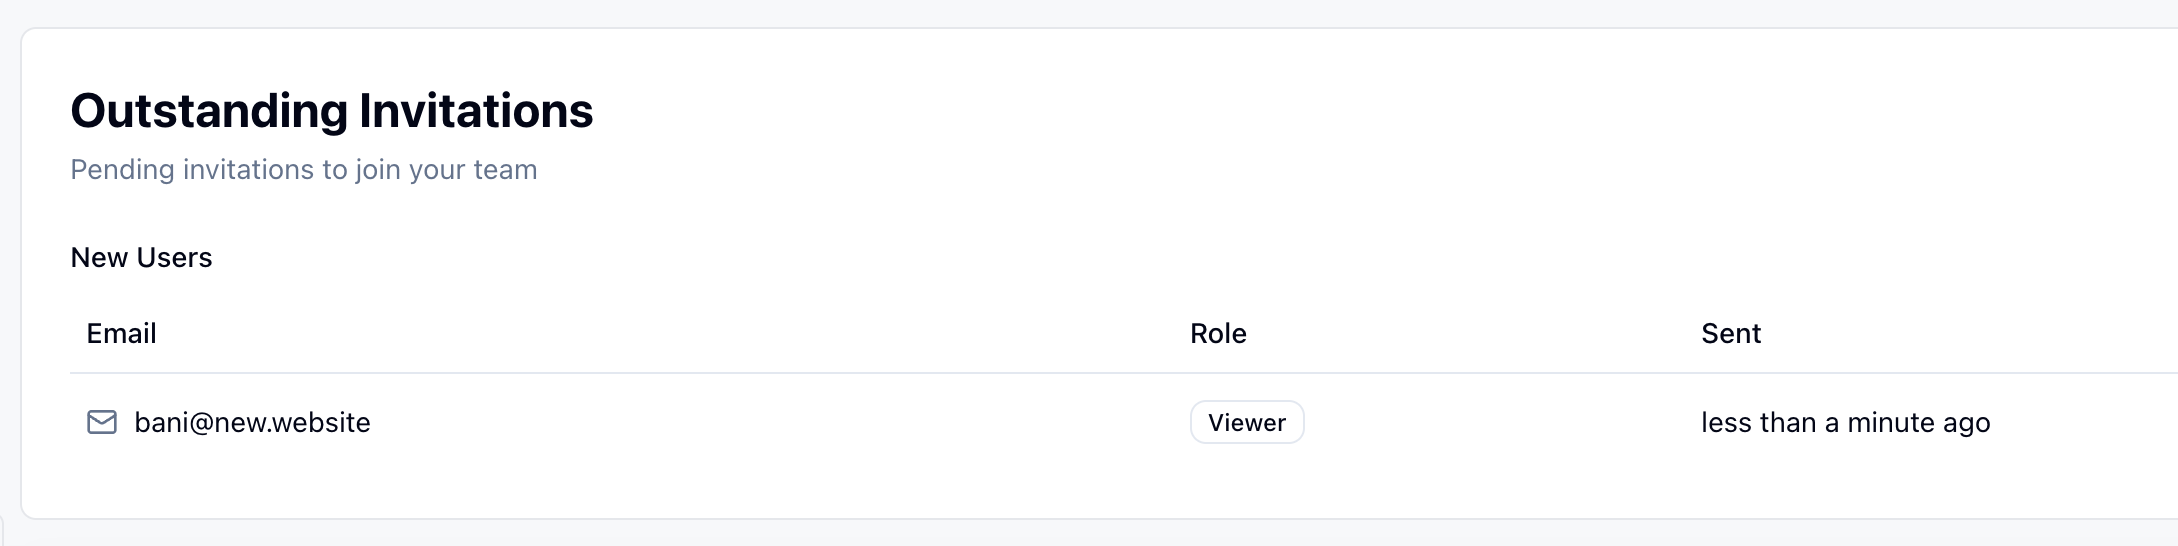 Outstanding Invitations
Pending invitations to join your team
New Users
Email Role Sent
bani@new.website Viewer less than a minute ago